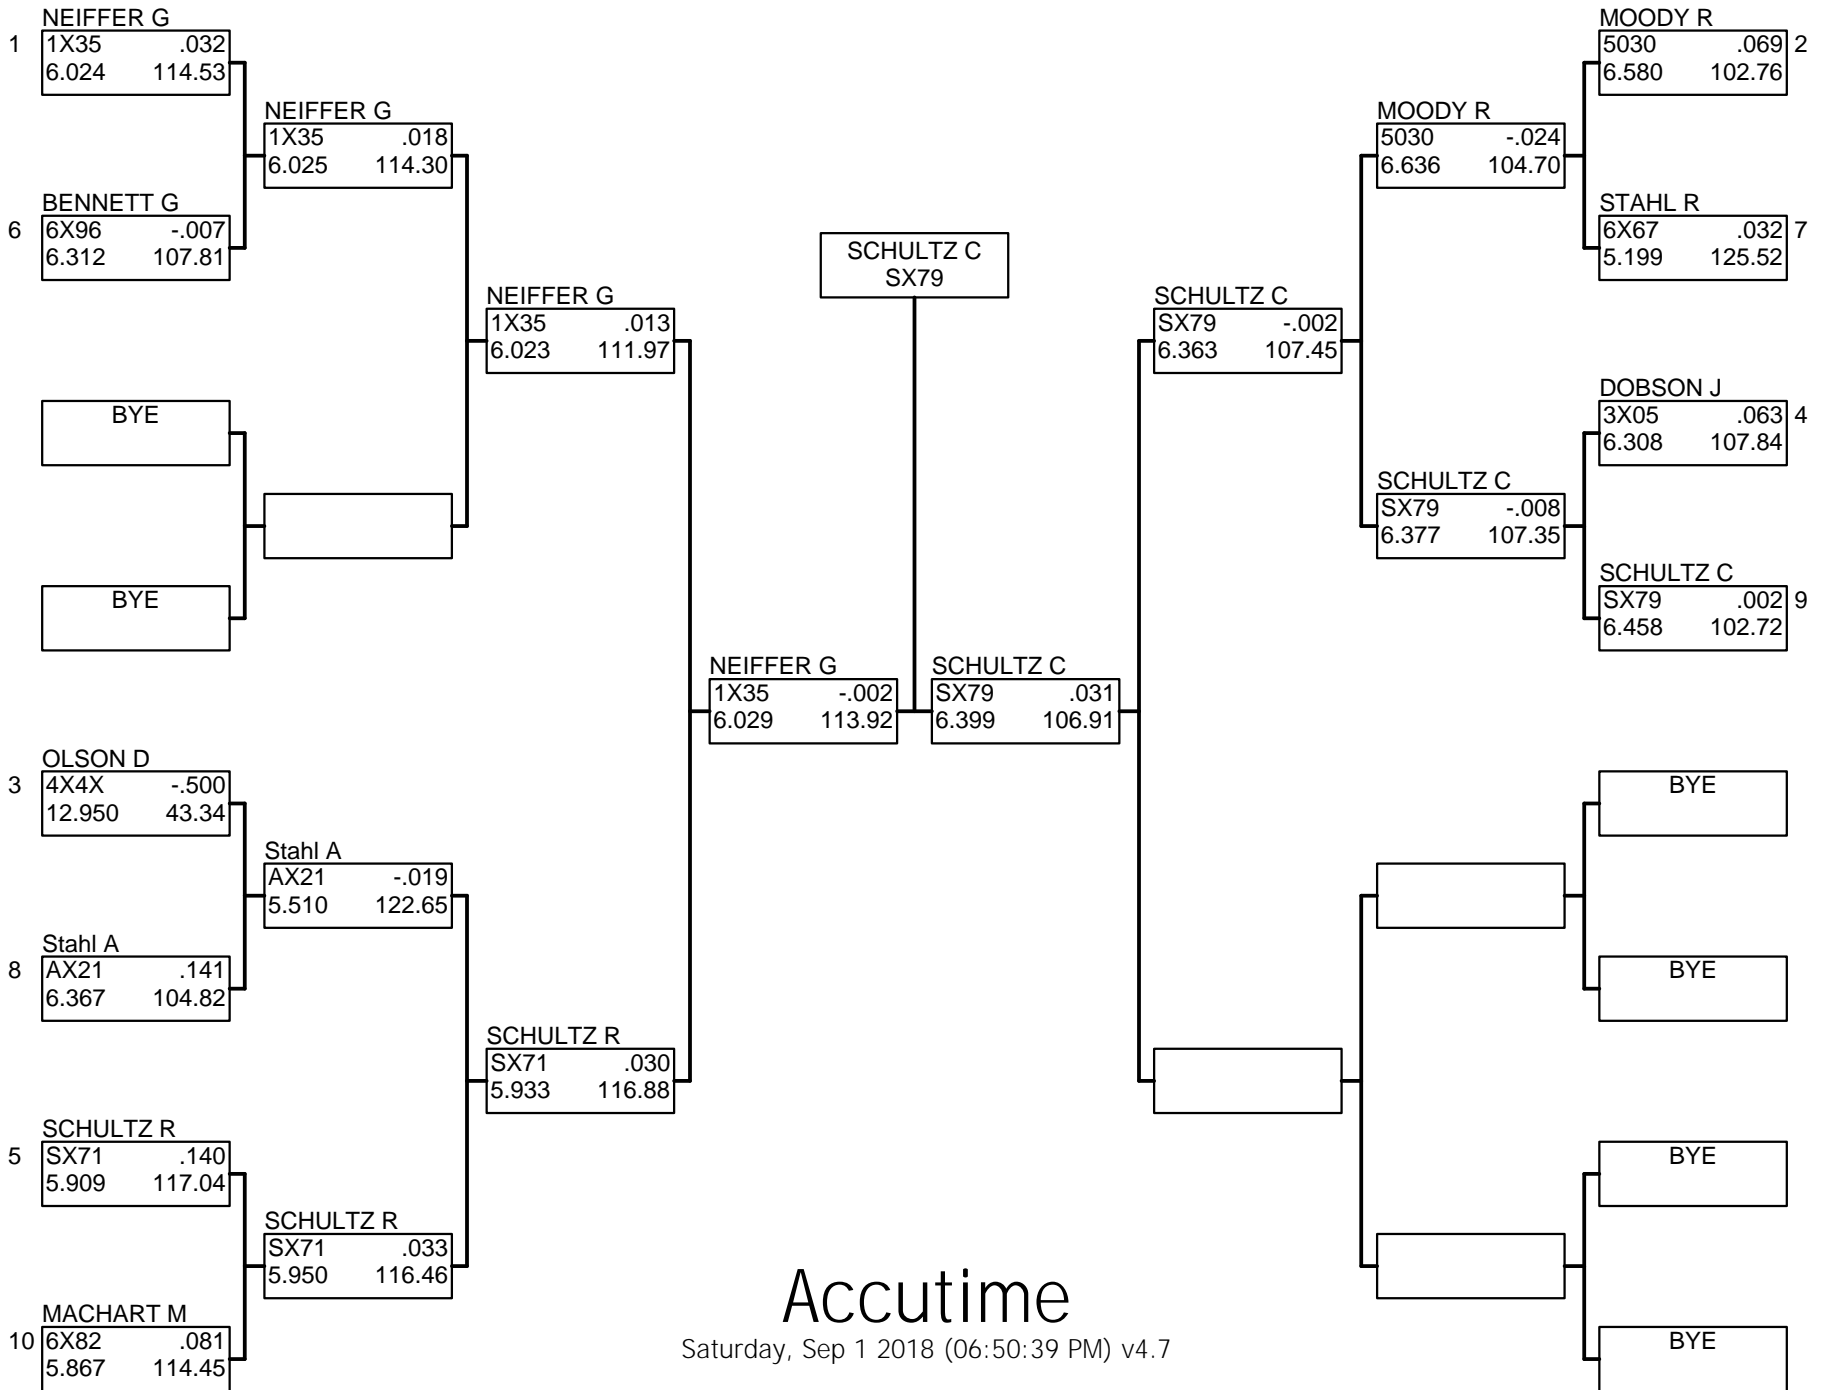 NEIFFER G
1 1X35 .032
6.024 114.53
BENNETT G
6 6X96 -.007
6.312 107.81
BYE
BYE
OLSON D
3 4X4X -.500
12.950 43.34
Stahl A
8 AX21 .141
6.367 104.82
SCHULTZ R
5 SX71 .140
5.909 117.04
MACHART M
10 6X82 .081
5.867 114.45
NEIFFER G
1X35 .018
6.025 114.30
Stahl A
AX21 -.019
5.510 122.65
SCHULTZ R
SX71 .033
5.950 116.46
NEIFFER G
1X35 .013
6.023 111.97
SCHULTZ R
SX71 .030
5.933 116.88
NEIFFER G
1X35 -.002
6.029 113.92
SCHULTZ C
SX79
SCHULTZ C
SX79 .031
6.399 106.91
SCHULTZ C
SX79 -.002
6.363 107.45
MOODY R
5030 -.024
6.636 104.70
SCHULTZ C
SX79 -.008
6.377 107.35
MOODY R
5030 .069 2
6.580 102.76
STAHL R
6X67 .032 7
5.199 125.52
DOBSON J
3X05 .063 4
6.308 107.84
SCHULTZ C
SX79 .002 9
6.458 102.72
BYE
BYE
BYE
BYE
Accutime
Saturday, Sep 1 2018 (06:50:39 PM) v4.7